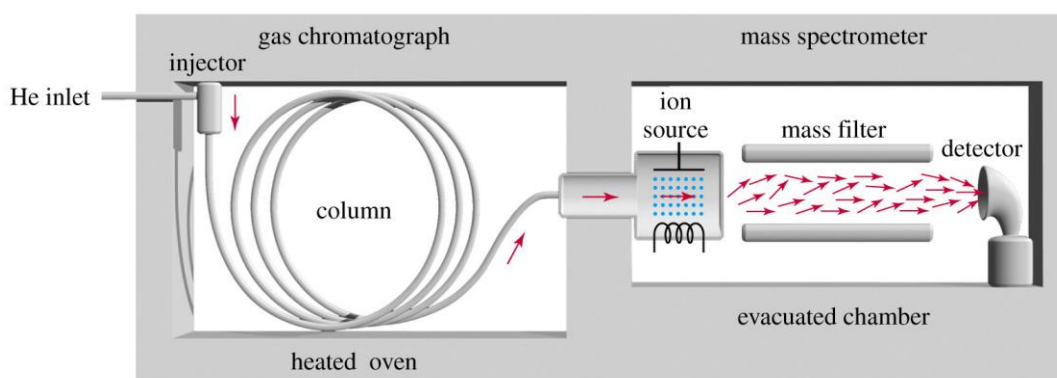 gas chromatograph
mass spectrometer
injector
He inlet
ion
source
mass filter
detector
column
evacuated chamber
heated oven